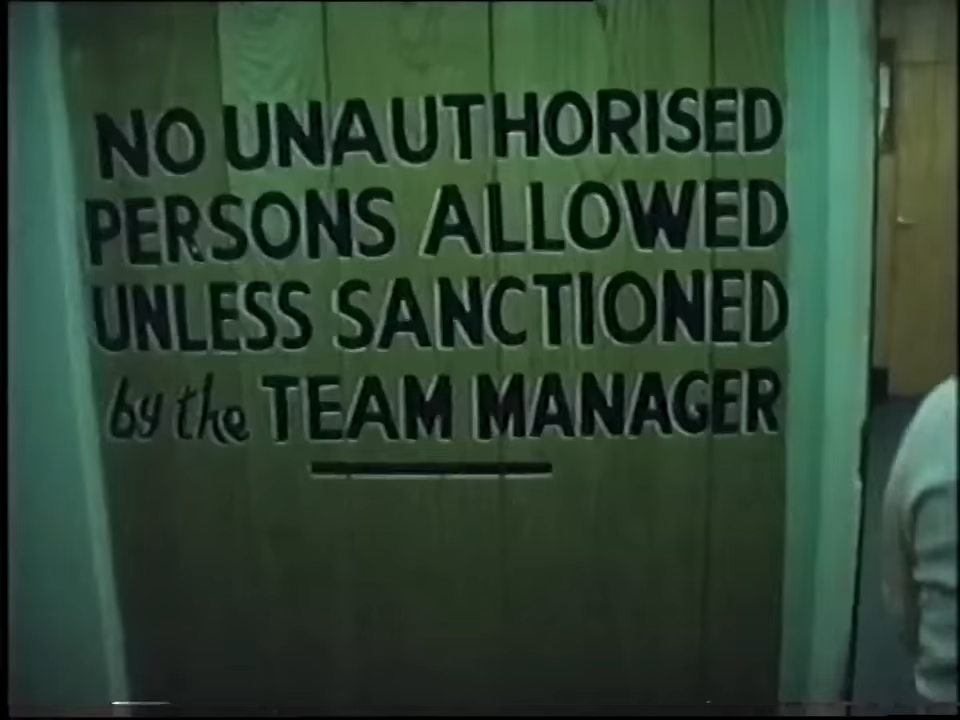 NO UNAUTHORISED
PERSONS ALLOWED
UNLESS SANCTIONED
by the TEAM MANAGER